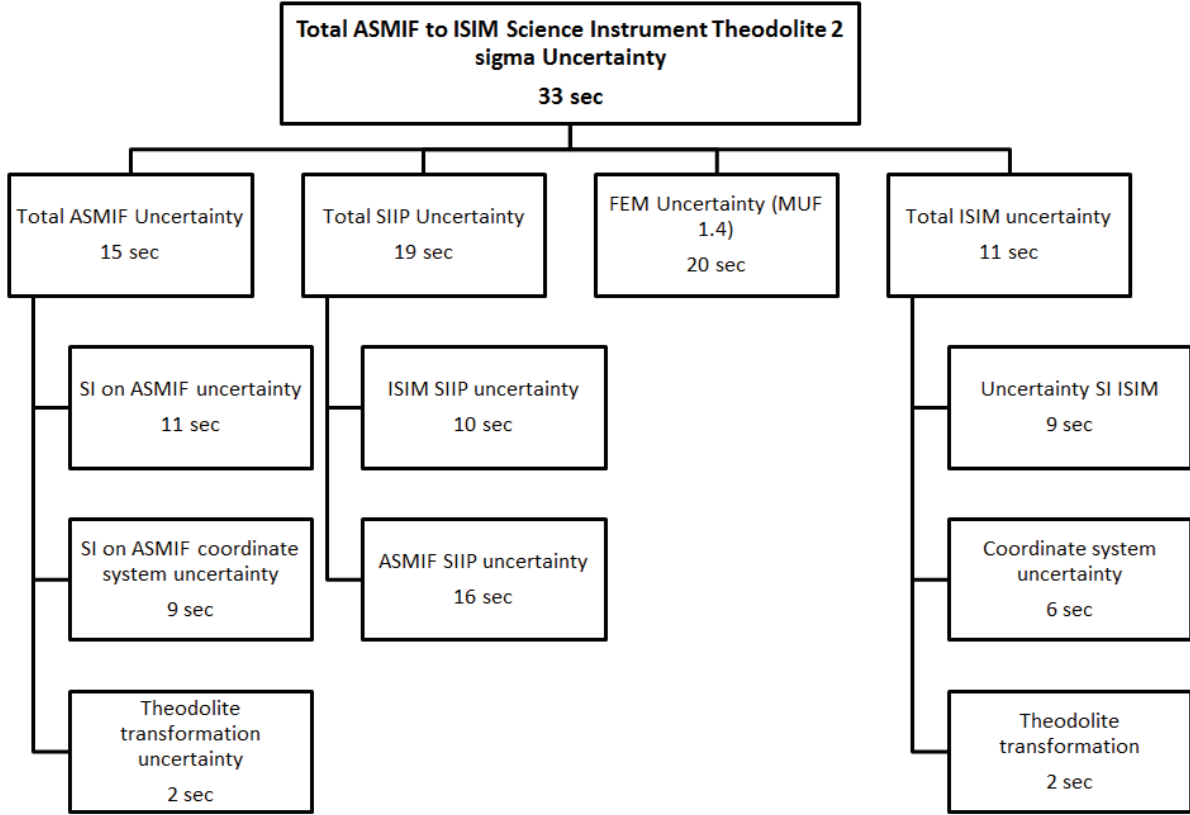 Total ASMIF to ISIM Science Instrument Theodolite 2
sigma Uncertainty
33 sec
Total ASMIF Uncertainty
15 sec
Total SIIP Uncertainty
19 sec
FEM Uncertainty (MUF
1.4)
20 sec
Total ISIM uncertainty
11 sec
SI on ASMIF uncertainty
11 sec
ISIM SIIP uncertainty
10 sec
Uncertainty SI ISIM
9 sec
SI on ASMIF coordinate
system uncertainty
9 sec
ASMIF SIIP uncertainty
16 sec
Coordinate system
uncertainty
6 sec
Theodolite
transformation
uncertainty
2 sec
Theodolite
transformation
2 sec